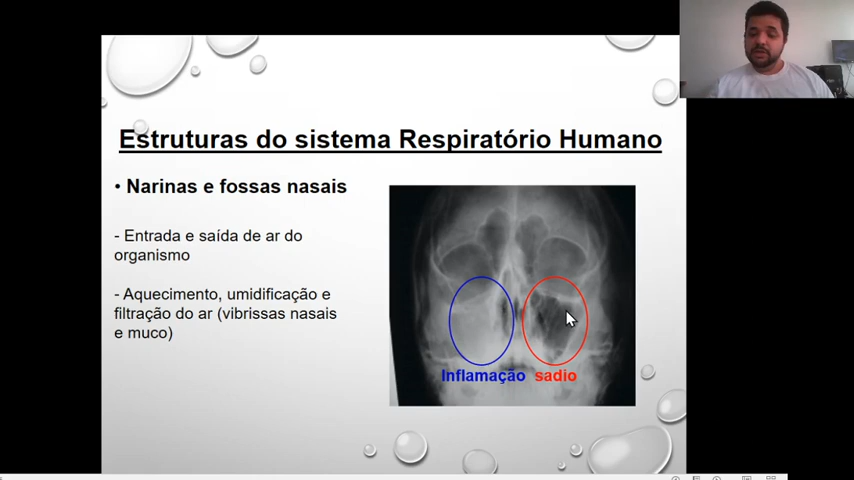 Estruturas do sistema Respiratório Humano
• Narinas e fossas nasais
- Entrada e saída de ar do
organismo
- Aquecimento, umidificação e
filtração do ar (vibrissas nasais
e muco)
Inflamação sadio